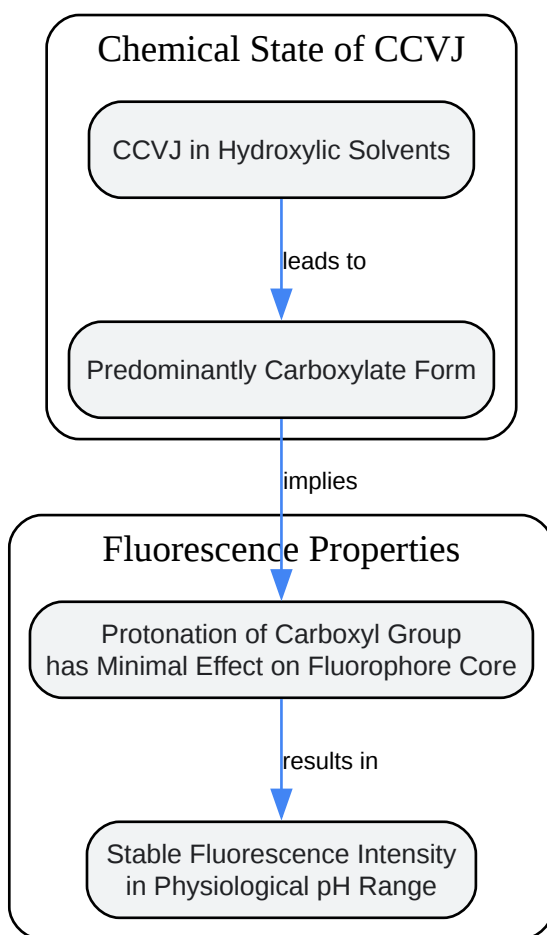 Chemical State of CCVJ
CCVJ in Hydroxylic Solvents
leads to
Predominantly Carboxylate Form
implies
Fluorescence Properties
Protonation of Carboxyl Group
has Minimal Effect on Fluorophore Core
results in
Stable Fluorescence Intensity
in Physiological pH Range